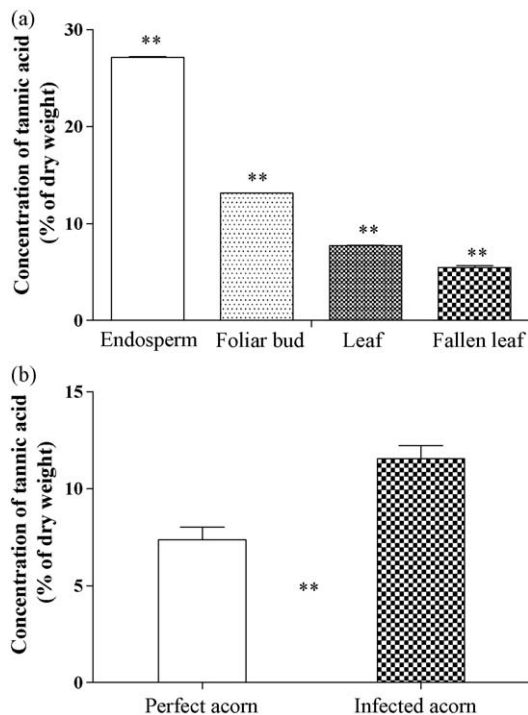 (a)
Concentration of tannic acid
(% of dry weight)
30
20
10
0
**
**
**
**
Endosperm Foliar bud Leaf Fallen leaf
(b)
Concentration of tannic acid
(% of dry weight)
15
10
5
0
**
Perfect acorn Infected acorn